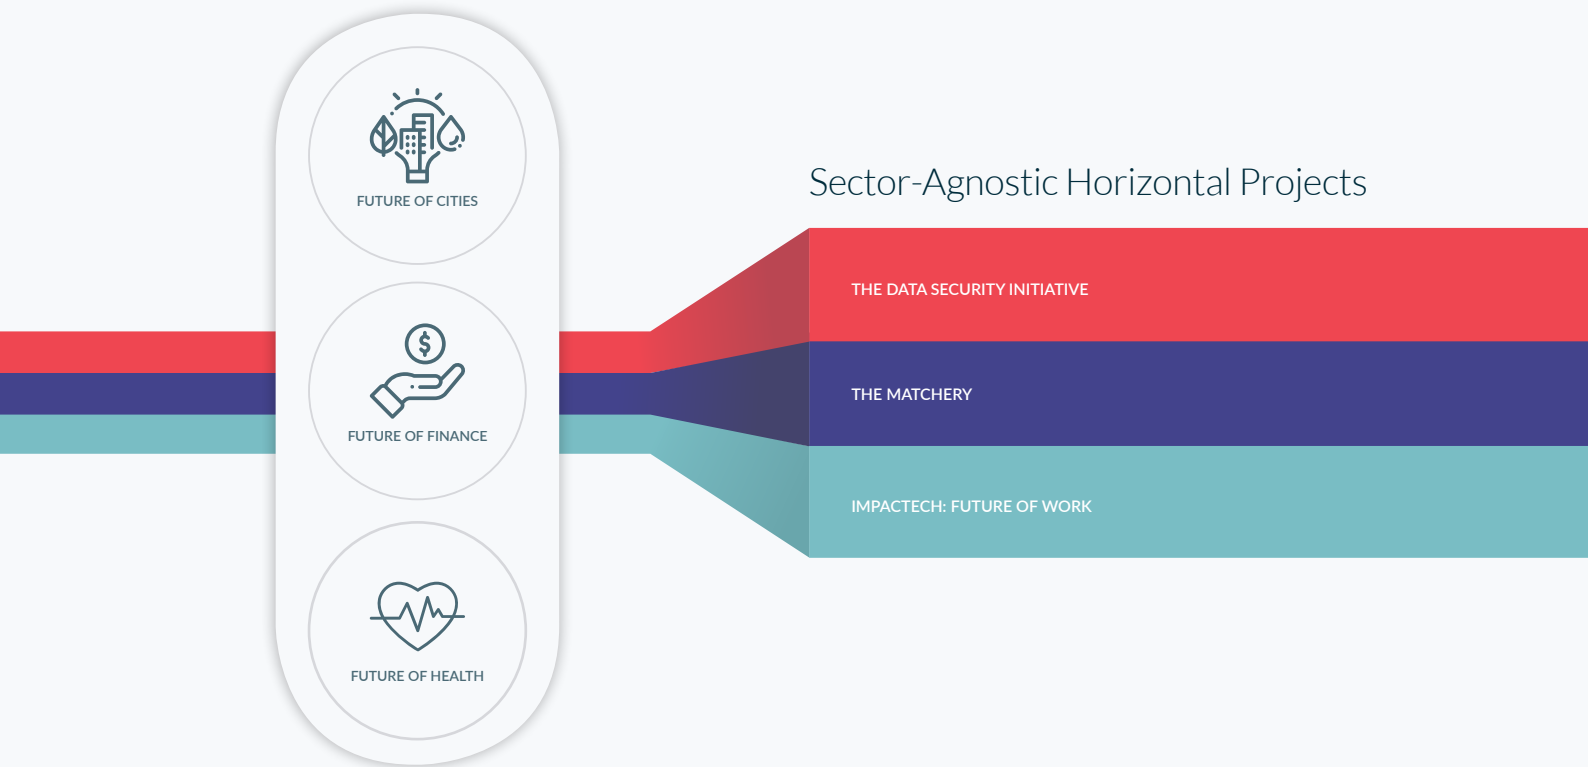 FUTURE OF CITIES
FUTURE OF FINANCE
FUTURE OF HEALTH
Sector-Agnostic Horizontal Projects
THE DATA SECURITY INITIATIVE
THE MATCHERY
IMPACTECH: FUTURE OF WORK